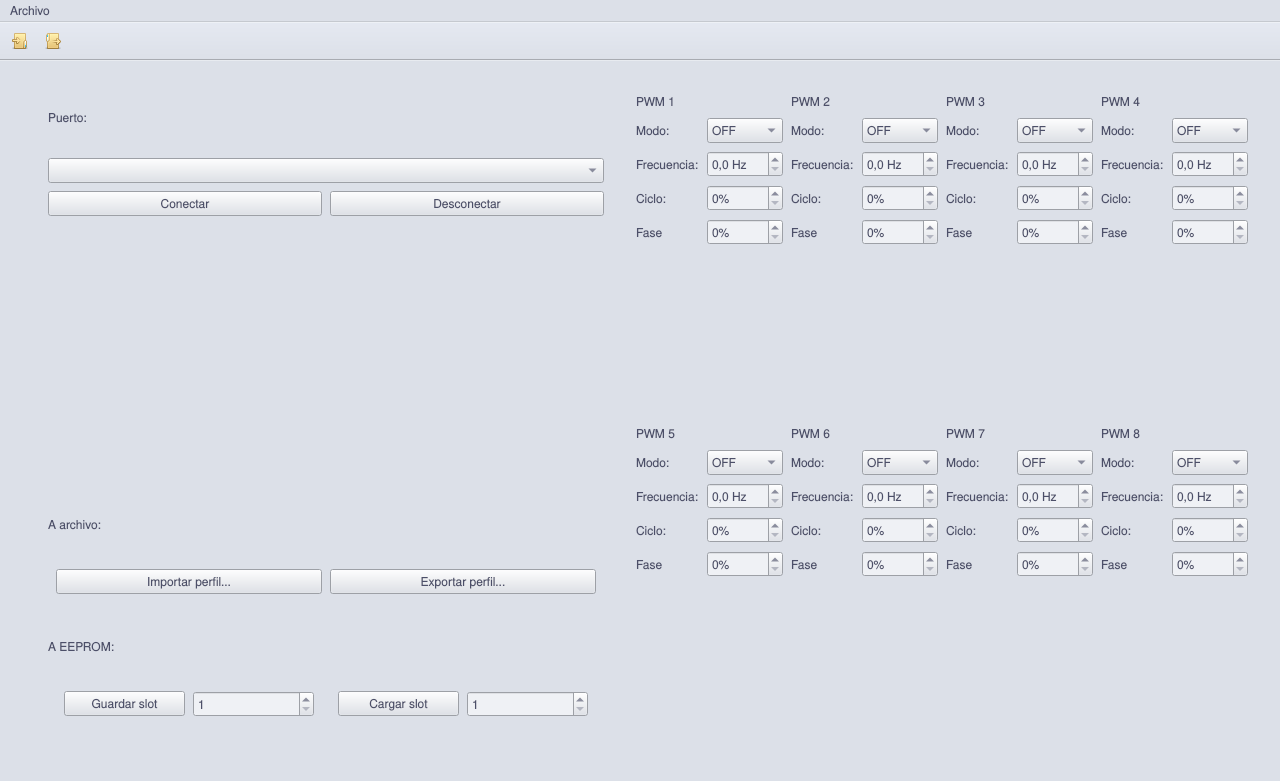 Archivo
Puerto:
Conectar Desconectar
PWM 1 PWM 2 PWM 3 PWM 4
Modo: OFF Modo: OFF Modo: OFF Modo: OFF
Frecuencia: 0,0 Hz Frecuencia: 0,0 Hz Frecuencia: 0,0 Hz Frecuencia: 0,0 Hz
Ciclo: 0% Ciclo: 0% Ciclo: 0% Ciclo: 0%
Fase 0% Fase 0% Fase 0% Fase 0%
PWM 5 PWM 6 PWM 7 PWM 8
Modo: OFF Modo: OFF Modo: OFF Modo: OFF
Frecuencia: 0,0 Hz Frecuencia: 0,0 Hz Frecuencia: 0,0 Hz Frecuencia: 0,0 Hz
Ciclo: 0% Ciclo: 0% Ciclo: 0% Ciclo: 0%
Fase 0% Fase 0% Fase 0% Fase 0%
A archivo:
Importar perfil... Exportar perfil...
A EEPROM:
Guardar slot 1 Cargar slot 1